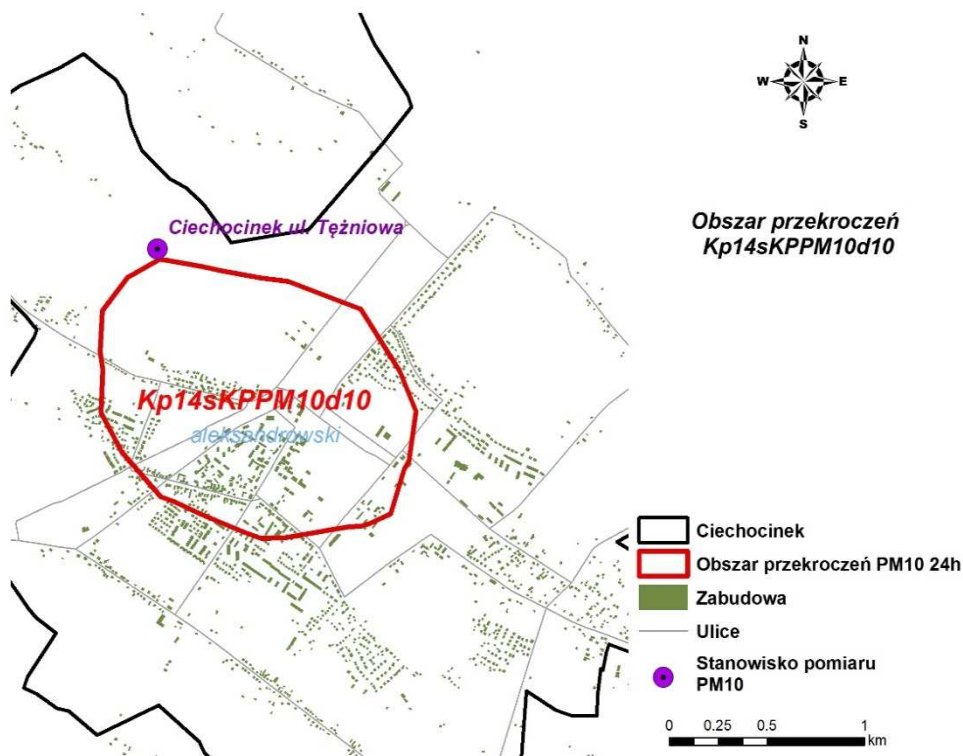 N
W E
S
Obszar przekroczeń
Kp14sKPPM10d10
Ciechocinek ul. Tężniowa
Kp14sKPPM10d10
aleksandrowski
Ciechocinek
Obszar przekroczeń PM10 24h
Zabudowa
Ulice
Stanowisko pomiaru
PM10
0 0.25 0.5 1
km